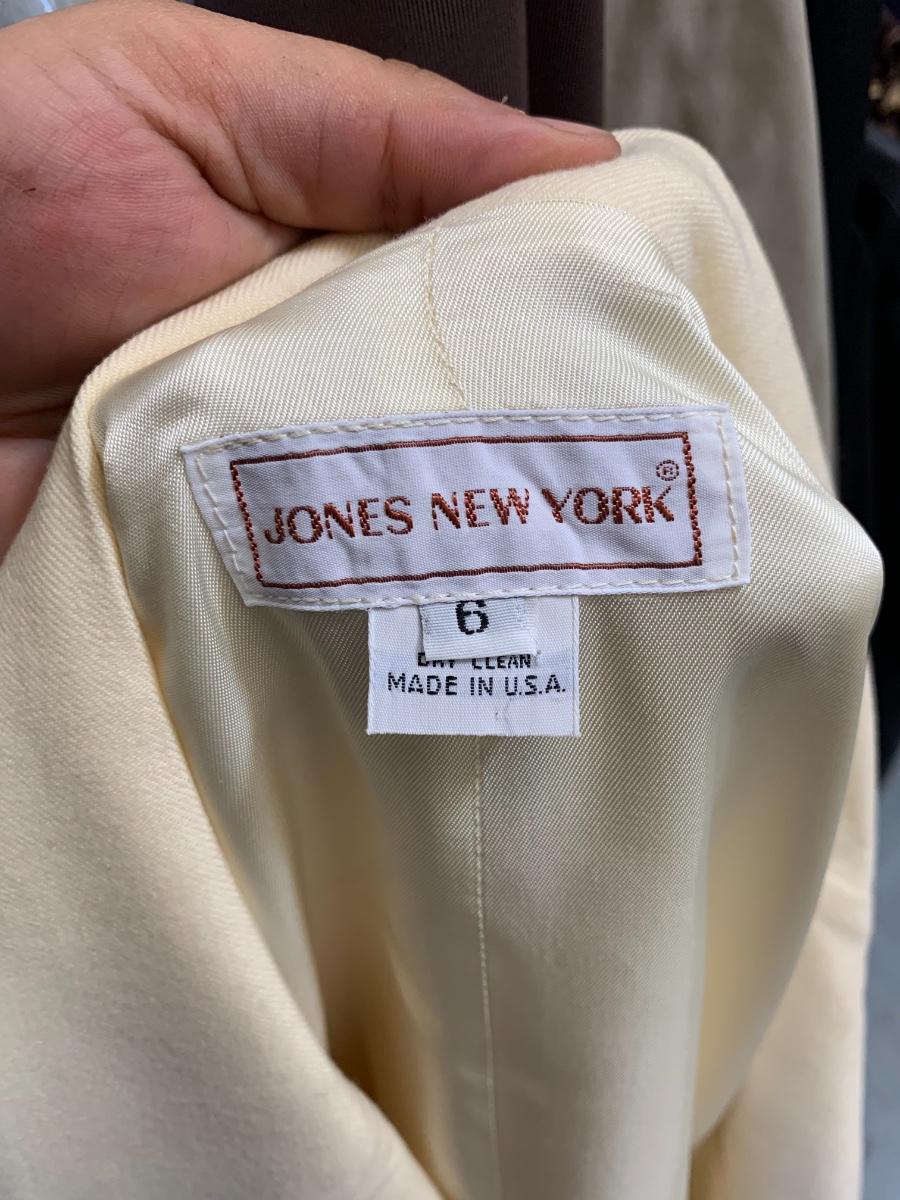 JONES NEW YORK®
6
DRY CLEAN
MADE IN U.S.A.